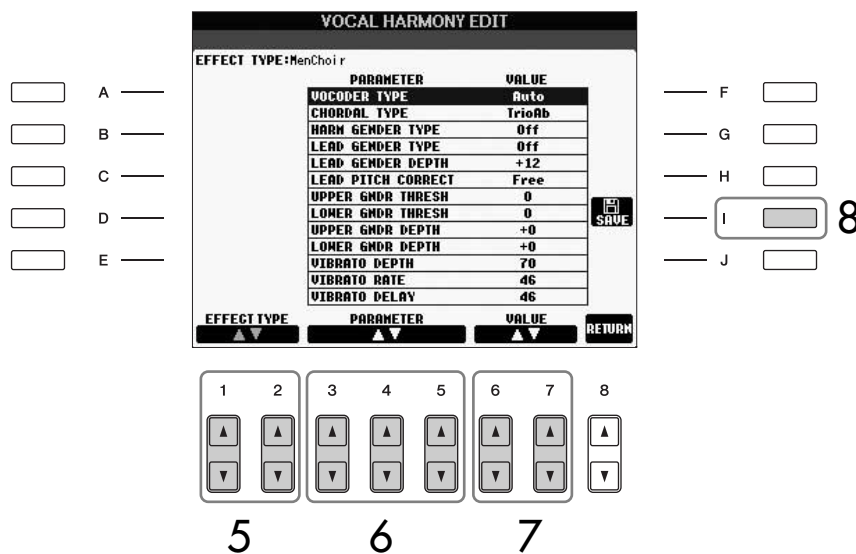 VOCAL HARMONY EDIT
EFFECT TYPE:MenChoir
PARAMETER VALUE
VOCODER TYPE Auto
CHORDAL TYPE TrioAb
HARM GENDER TYPE Off
LEAD GENDER TYPE Off
LEAD GENDER DEPTH +12
LEAD PITCH CORRECT Free
UPPER GNDR THRESH 0
LOWER GNDR THRESH 0
UPPER GNDR DEPTH +0
LOWER GNDR DEPTH +0
VIBRATO DEPTH 70
VIBRATO RATE 46
VIBRATO DELAY 46
SAVE
EFFECT TYPE PARAMETER VALUE RETURN
A
B
C
D
E
F
G
H
I 8
J
1 2 3 4 5 6 7 8
5 6 7